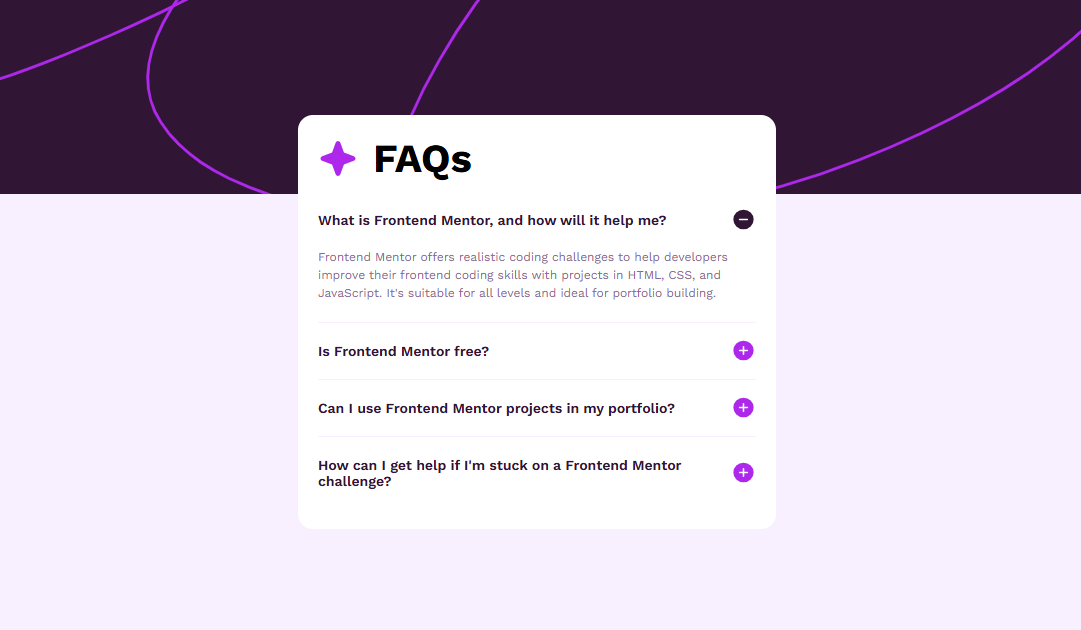 FAQs
What is Frontend Mentor, and how will it help me?
Frontend Mentor offers realistic coding challenges to help developers
improve their frontend coding skills with projects in HTML, CSS, and
JavaScript. It's suitable for all levels and ideal for portfolio building.
Is Frontend Mentor free?
Can I use Frontend Mentor projects in my portfolio?
How can I get help if I'm stuck on a Frontend Mentor
challenge?